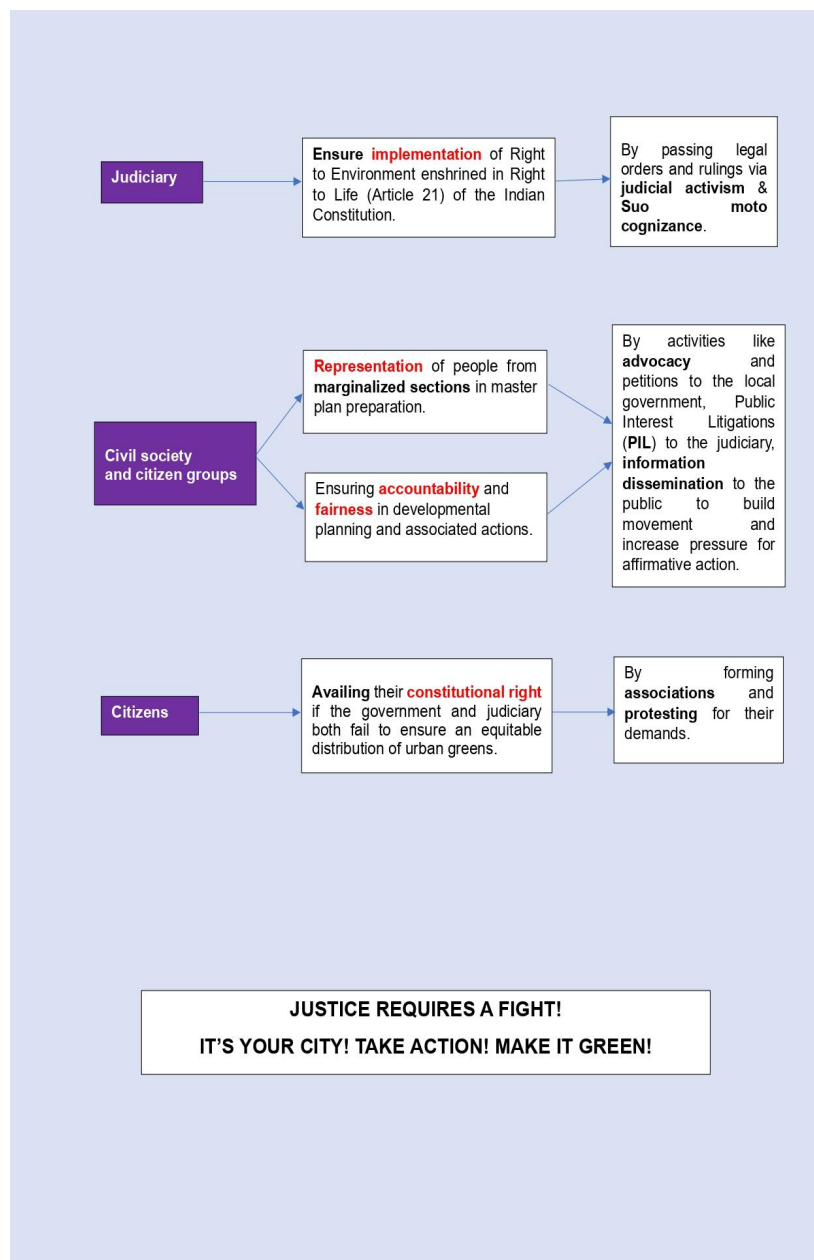 Judiciary
Ensure implementation of Right
to Environment enshrined in Right
to Life (Article 21) of the Indian
Constitution.
By passing legal
orders and rulings via
judicial activism &
Suo moto
cognizance.
Civil society
and citizen groups
Representation of people from
marginalized sections in master
plan preparation.
Ensuring accountability and
fairness in developmental
planning and associated actions.
By activities like
advocacy and
petitions to the local
government, Public
Interest Litigations
(PIL) to the judiciary,
information
dissemination to the
public to build
movement and
increase pressure for
affirmative action.
Citizens
Availing their constitutional right
if the government and judiciary
both fail to ensure an equitable
distribution of urban greens.
By forming
associations and
protesting for their
demands.
JUSTICE REQUIRES A FIGHT!
IT’S YOUR CITY! TAKE ACTION! MAKE IT GREEN!